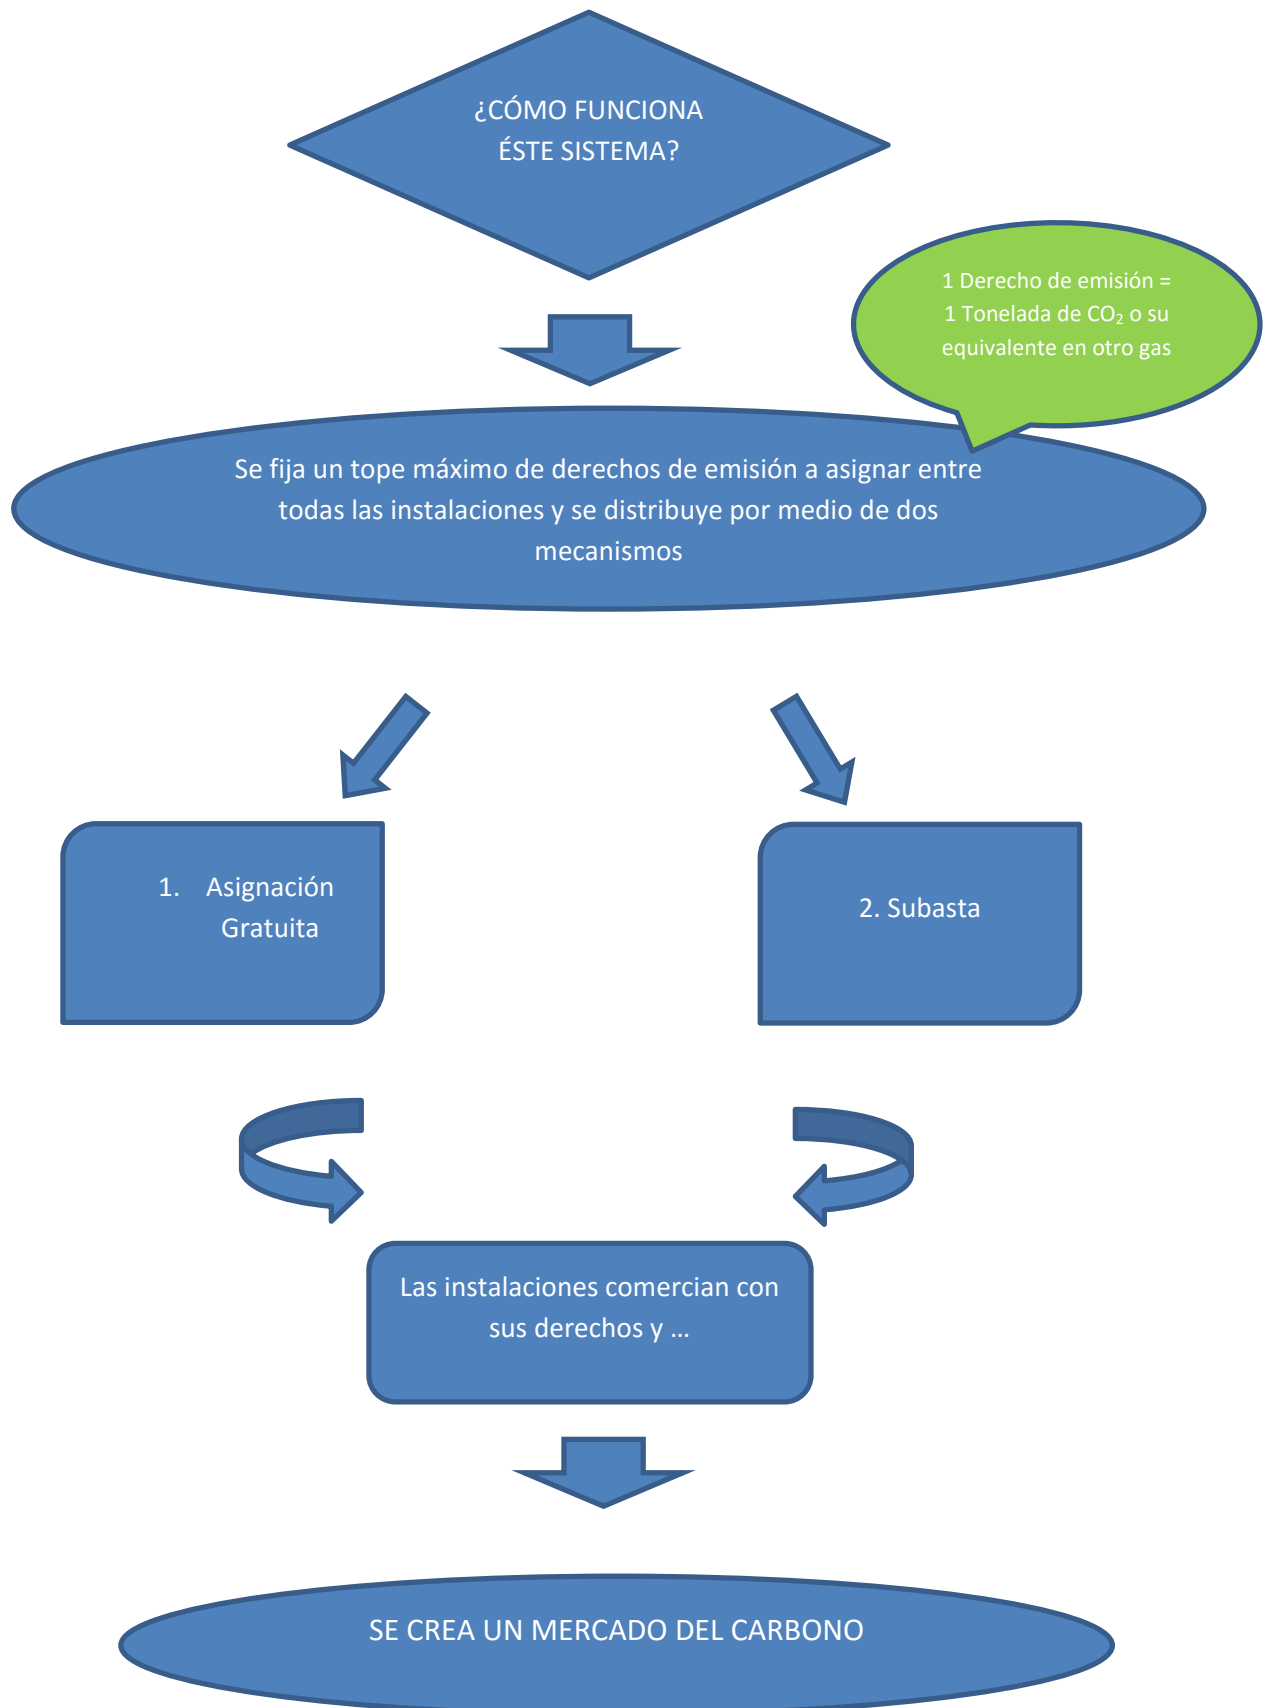 ¿CÓMO FUNCIONA
ÉSTE SISTEMA?
1 Derecho de emisión =
1 Tonelada de CO₂ o su
equivalente en otro gas
Se fija un tope máximo de derechos de emisión a asignar entre
todas las instalaciones y se distribuye por medio de dos
mecanismos
1. Asignación
Gratuita
2. Subasta
Las instalaciones comercian con
sus derechos y ...
SE CREA UN MERCADO DEL CARBONO